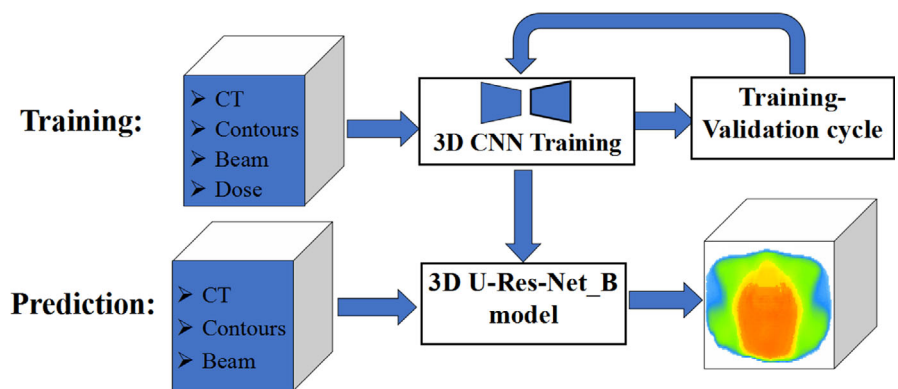 Training:
➢ CT
➢ Contours
➢ Beam
➢ Dose
3D CNN Training
Training-
Validation cycle
Prediction:
➢ CT
➢ Contours
➢ Beam
3D U-Res-Net_B
model